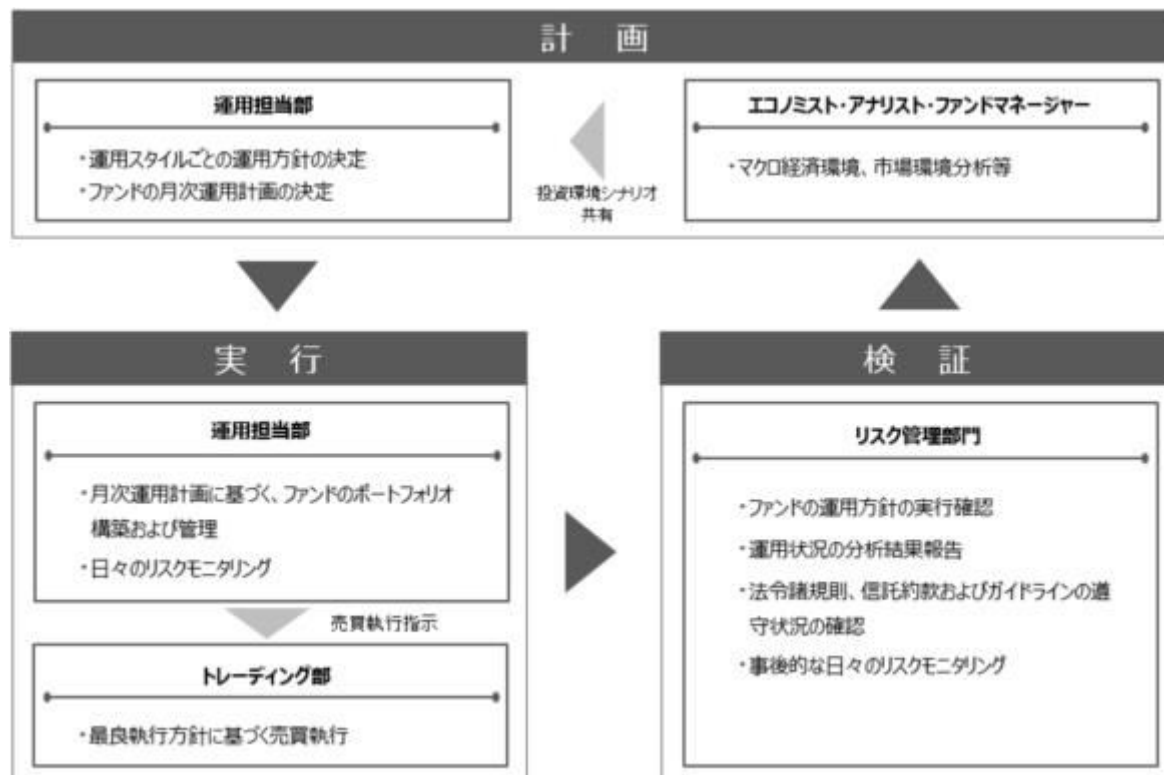 計 画
運用担当部
・運用スタイルごとの運用方針の決定
・ファンドの月次運用計画の決定
投資環境シナリオ
共有
エコノミスト・アナリスト・ファンドマネージャー
・マクロ経済環境、市場環境分析等
実 行
運用担当部
・月次運用計画に基づく、ファンドのポートフォリオ
構築および管理
・日々のリスクモニタリング
売買執行指示
トレーディング部
・最良執行方針に基づく売買執行
検 証
リスク管理部門
・ファンドの運用方針の実行確認
・運用状況の分析結果報告
・法令諸規則、信託約款およびガイドラインの遵
守状況の確認
・事後的な日々のリスクモニタリング